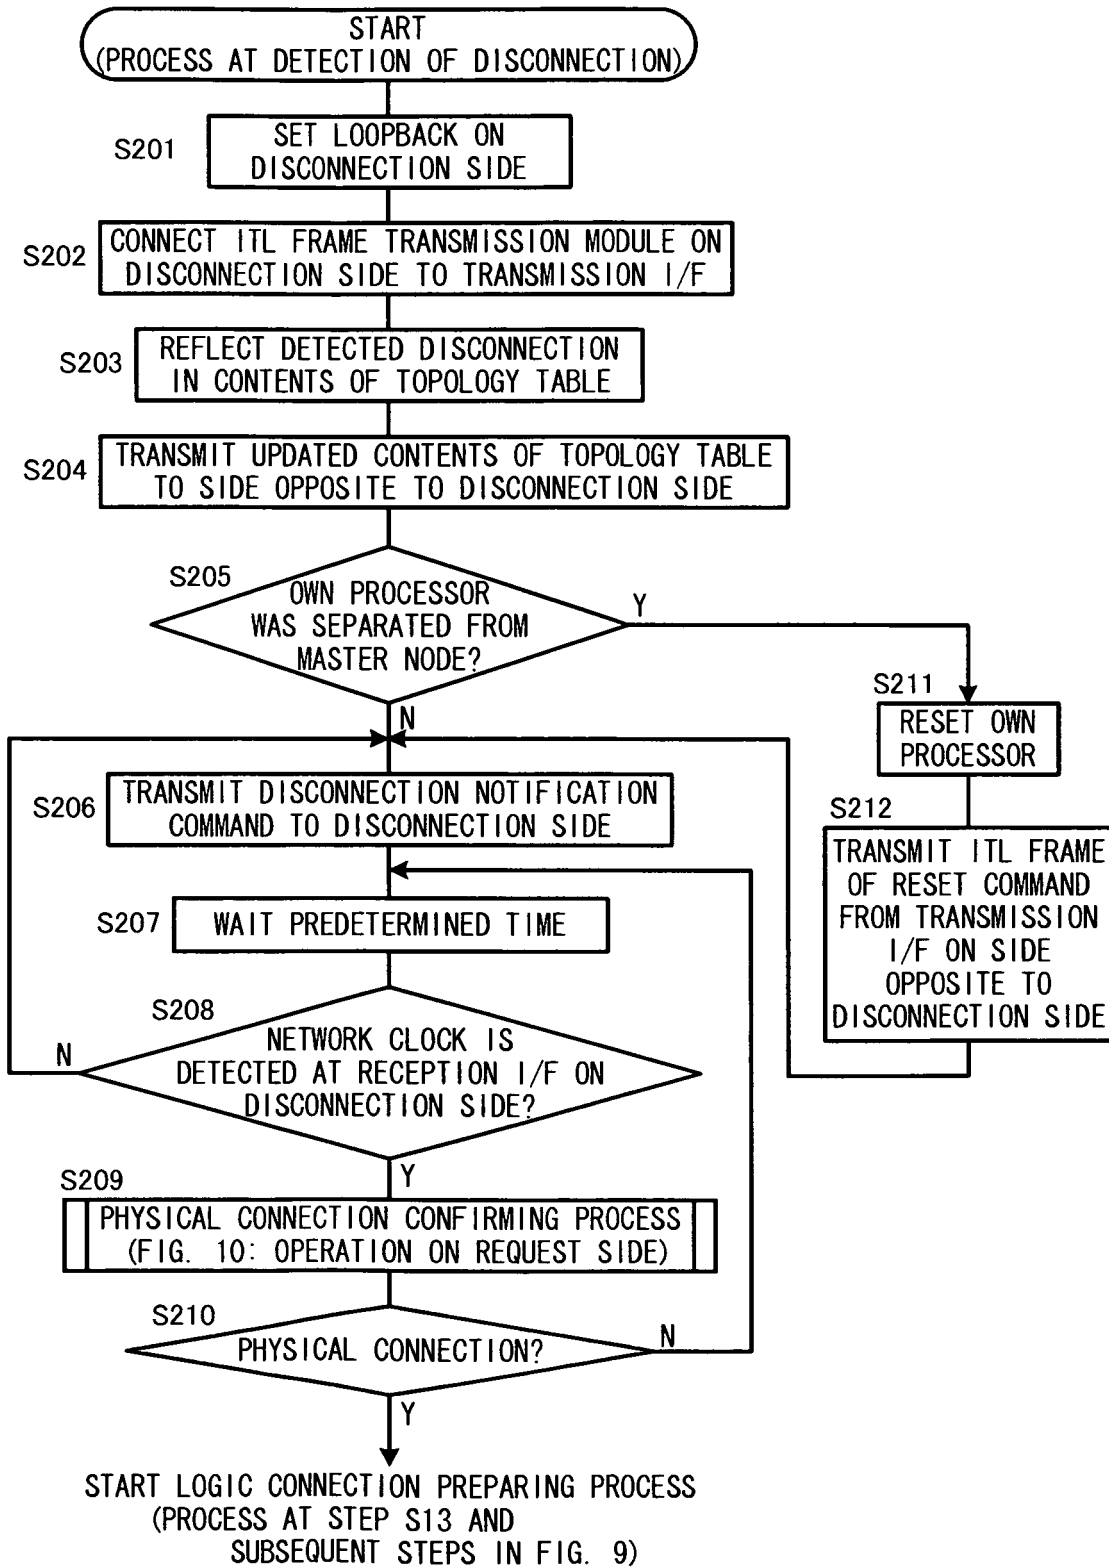 START
(PROCESS AT DETECTION OF DISCONNECTION)
S201
SET LOOPBACK ON
DISCONNECTION SIDE
S202
CONNECT ITL FRAME TRANSMISSION MODULE ON
DISCONNECTION SIDE TO TRANSMISSION I/F
S203
REFLECT DETECTED DISCONNECTION
IN CONTENTS OF TOPOLOGY TABLE
S204
TRANSMIT UPDATED CONTENTS OF TOPOLOGY TABLE
TO SIDE OPPOSITE TO DISCONNECTION SIDE
S205
OWN PROCESSOR
WAS SEPARATED FROM
MASTER NODE?
Y
N
S211
RESET OWN
PROCESSOR
S212
TRANSMIT ITL FRAME
OF RESET COMMAND
FROM TRANSMISSION
I/F ON SIDE
OPPOSITE TO
DISCONNECTION SIDE
S206
TRANSMIT DISCONNECTION NOTIFICATION
COMMAND TO DISCONNECTION SIDE
S207
WAIT PREDETERMINED TIME
S208
NETWORK CLOCK IS
DETECTED AT RECEPTION I/F ON
DISCONNECTION SIDE?
N
Y
S209
PHYSICAL CONNECTION CONFIRMING PROCESS
(FIG. 10: OPERATION ON REQUEST SIDE)
S210
PHYSICAL CONNECTION?
N
Y
START LOGIC CONNECTION PREPARING PROCESS
(PROCESS AT STEP S13 AND
SUBSEQUENT STEPS IN FIG. 9)